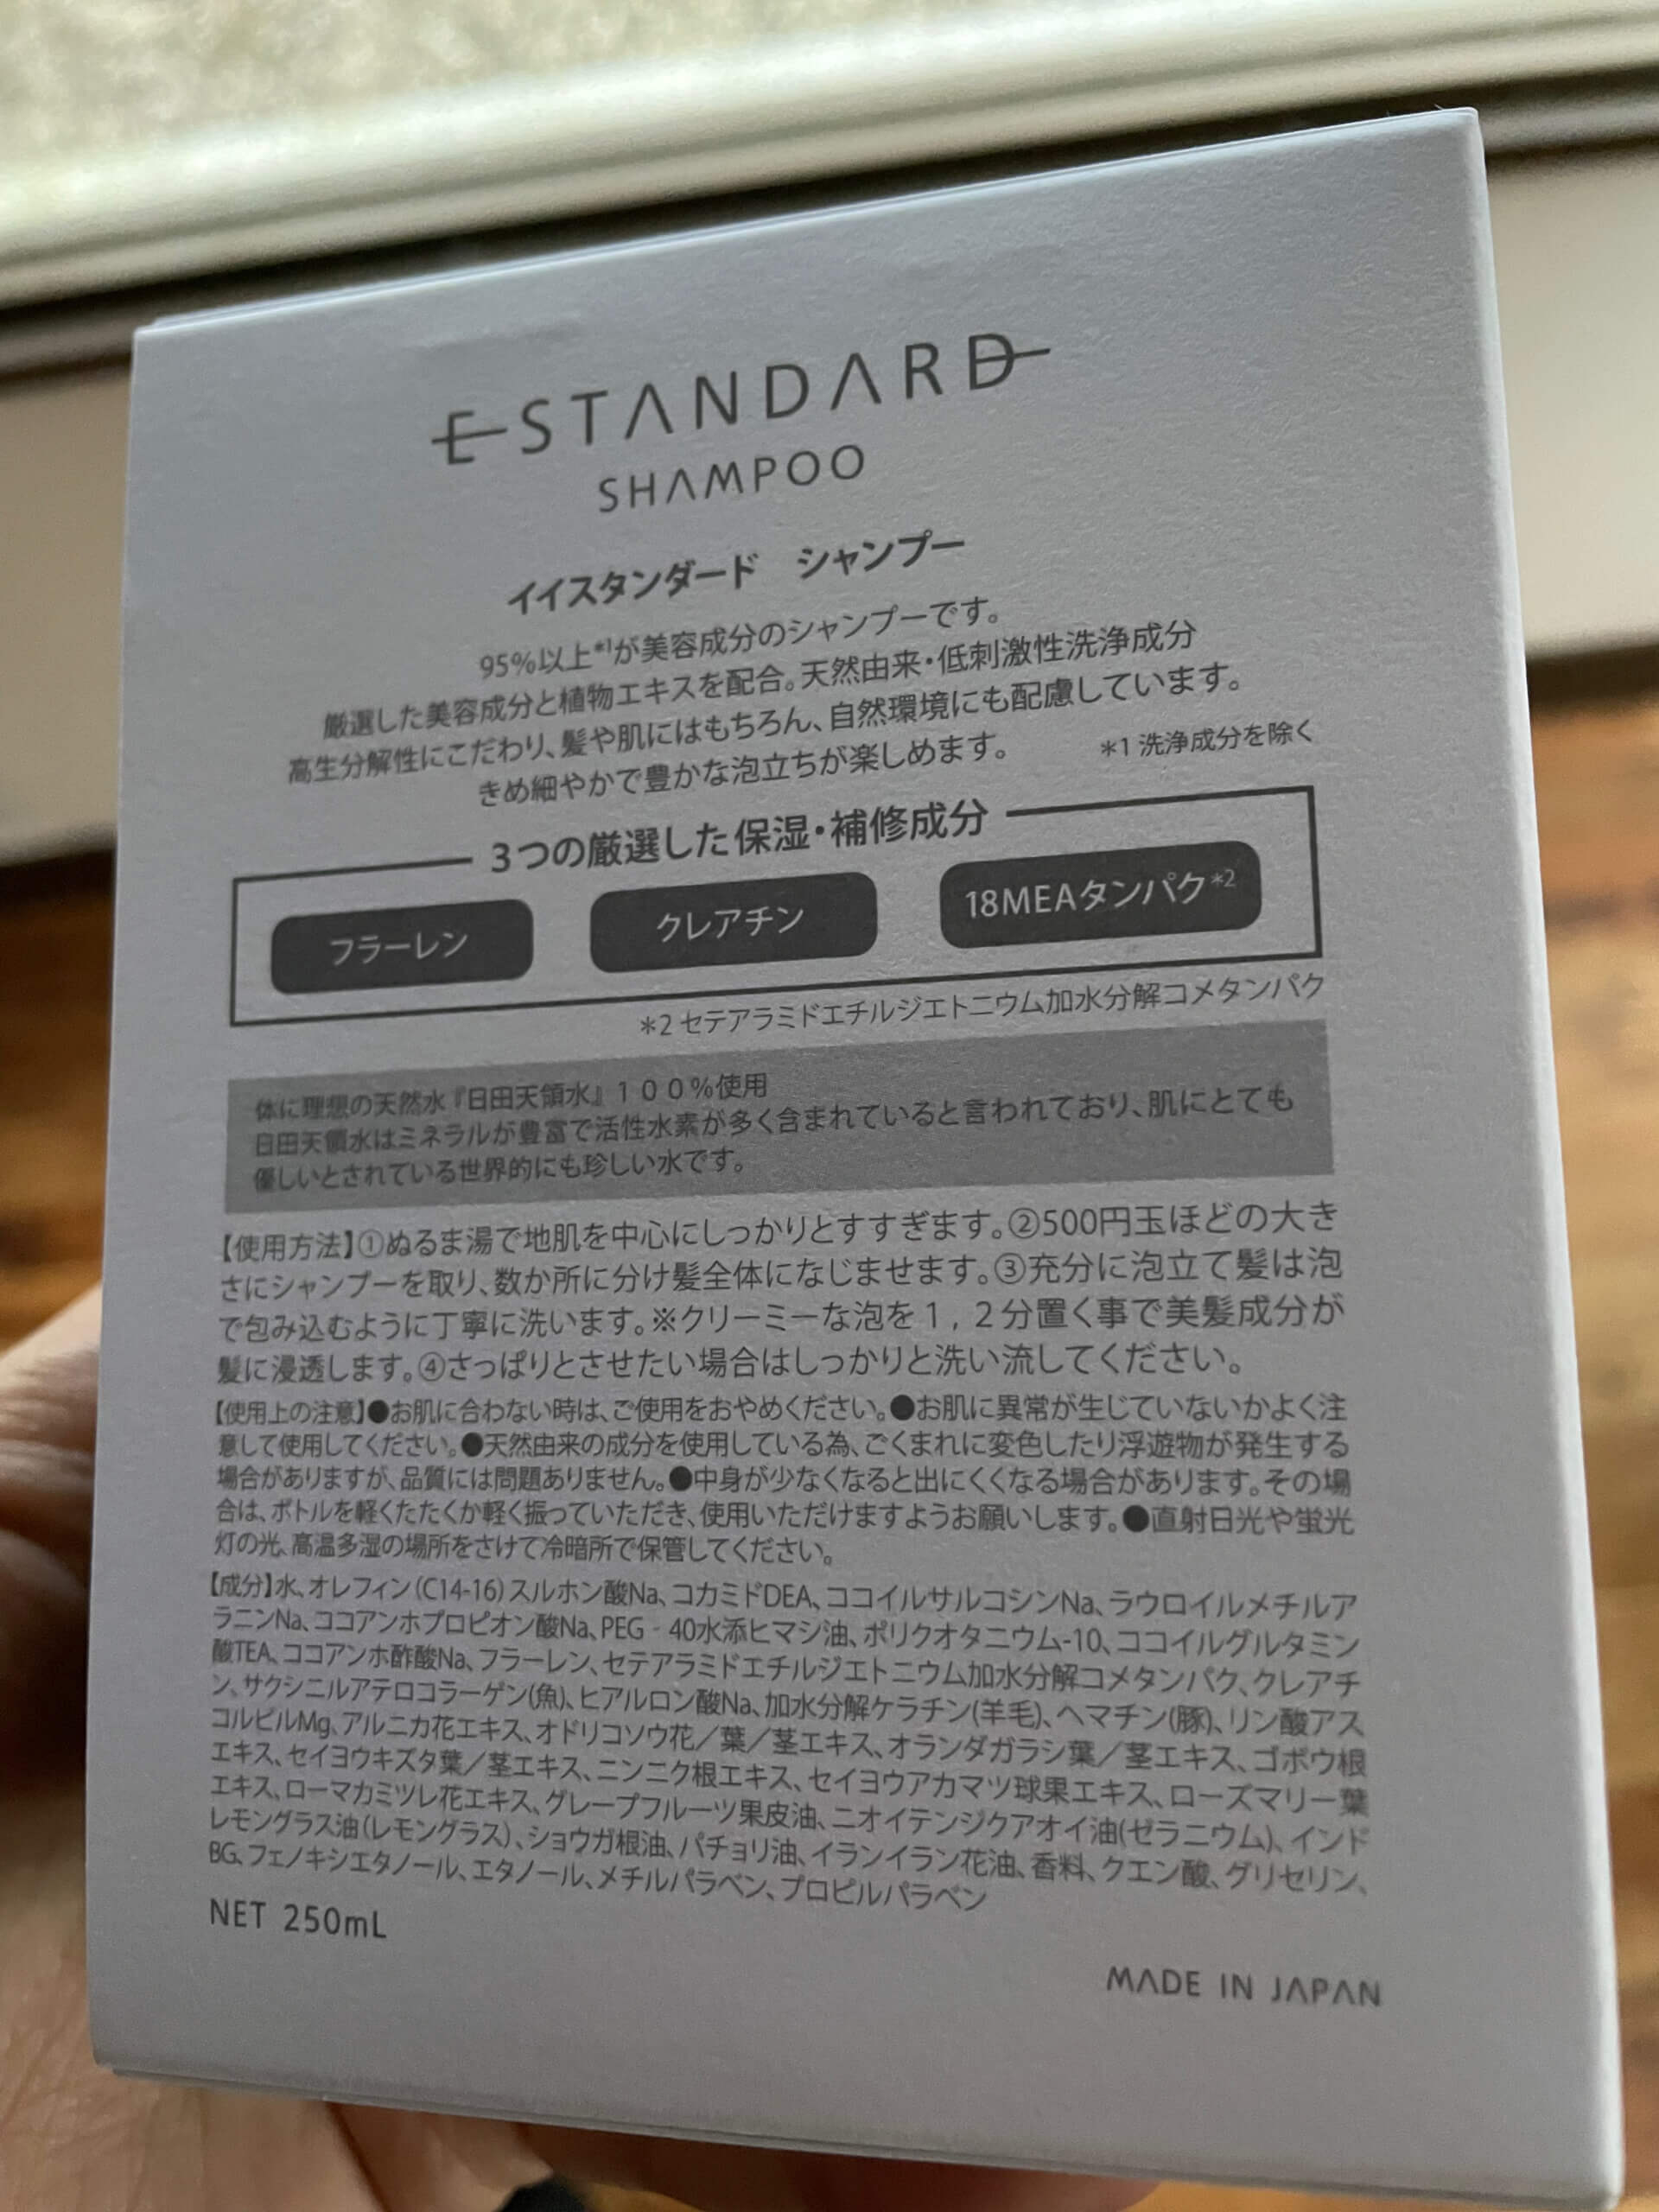 E STANDARD
SHAMPOO
イイスタンダード シャンプー
95%以上*1が美容成分のシャンプーです。
厳選した美容成分と植物エキスを配合。天然由来・低刺激性洗浄成分
高生分解性にこだわり、髪や肌にはもちろん、自然環境にも配慮しています。
きめ細やかで豊かな泡立ちが楽しめます。 *1 洗浄成分を除く
3つの厳選した保湿・補修成分
フラーレン クレアチン 18MEAタンパク*2
*2 セテアラミドエチルジエトニウム加水分解コメタンパク
体に理想の天然水『日田天領水』100%使用
日田天領水はミネラルが豊富で活性水素が多く含まれていると言われており、肌にとても
優しいとされている世界的にも珍しい水です。
【使用方法】①ぬるま湯で地肌を中心にしっかりとすすぎます。②500円玉ほどの大き
さにシャンプーを取り、数か所に分け髪全体になじませます。③充分に泡立て髪は泡
で包み込むように丁寧に洗います。※クリーミーな泡を1,2分置く事で美髪成分が
髪に浸透します。④さっぱりとさせたい場合はしっかりと洗い流してください。
【使用上の注意】●お肌に合わない時は、ご使用をおやめください。●お肌に異常が生じていないかよく注
意して使用してください。●天然由来の成分を使用している為、ごくまれに変色したり浮遊物が発生する
場合がありますが、品質には問題ありません。●中身が少なくなると出にくくなる場合があります。その場
合は、ボトルを軽くたたくか軽く振っていただき、使用いただけますようお願いします。●直射日光や蛍光
灯の光、高温多湿の場所をさけて冷暗所で保管してください。
【成分】水、オレフィン(C14-16)スルホン酸Na、コカミドDEA、ココイルサルコシンNa、ラウロイルメチルア
ラニンNa、ココアンホプロピオン酸Na、PEG‐40水添ヒマシ油、ポリクオタニウム-10、ココイルグルタミン
酸TEA、ココアンホ酢酸Na、フラーレン、セテアラミドエチルジエトニウム加水分解コメタンパク、クレアチ
ン、サクシニルアテロコラーゲン(魚)、ヒアルロン酸Na、加水分解ケラチン(羊毛)、ヘマチン(豚)、リン酸アス
コルビルMg、アルニカ花エキス、オドリコソウ花／葉／茎エキス、オランダガラシ葉／茎エキス、ゴボウ根
エキス、セイヨウキズタ葉／茎エキス、ニンニク根エキス、セイヨウアカマツ球果エキス、ローズマリー葉
エキス、ローマカミツレ花エキス、グレープフルーツ果皮油、ニオイテンジクアオイ油(ゼラニウム)、インド
レモングラス油(レモングラス)、ショウガ根油、パチョリ油、イランイラン花油、香料、クエン酸、グリセリン、
BG、フェノキシエタノール、エタノール、メチルパラベン、プロピルパラベン
NET 250mL
MADE IN JAPAN